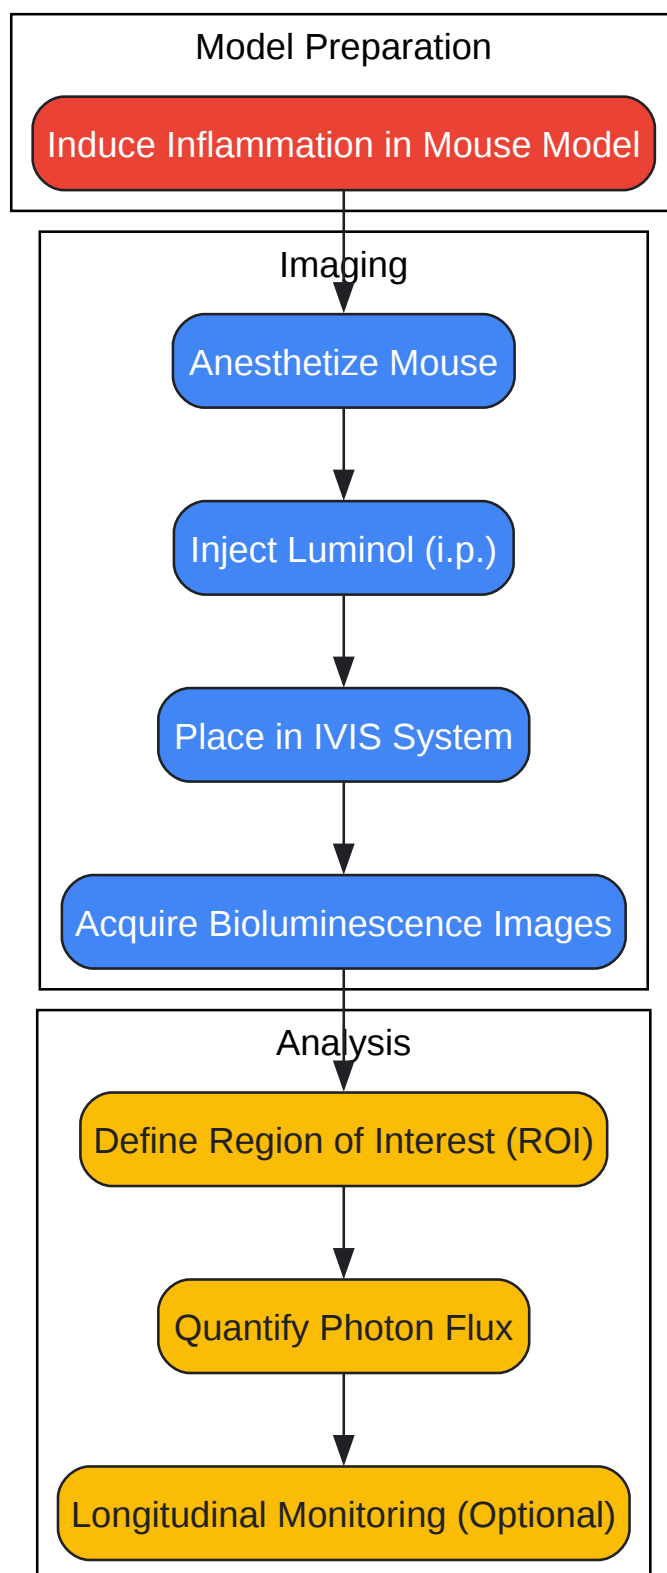 Model Preparation
Induce Inflammation in Mouse Model
Imaging
Anesthetize Mouse
Inject Luminol (i.p.)
Place in IVIS System
Acquire Bioluminescence Images
Analysis
Define Region of Interest (ROI)
Quantify Photon Flux
Longitudinal Monitoring (Optional)